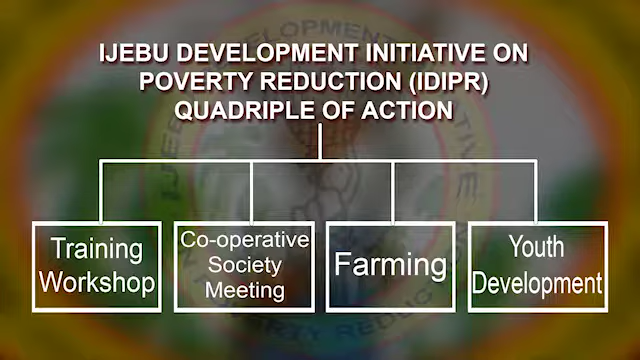 IJEBU DEVELOPMENT INITIATIVE ON
POVERTY REDUCTION (IDIPR)
QUADRIPLE OF ACTION
Training
Workshop
Co-operative
Society
Meeting
Farming
Youth
Development